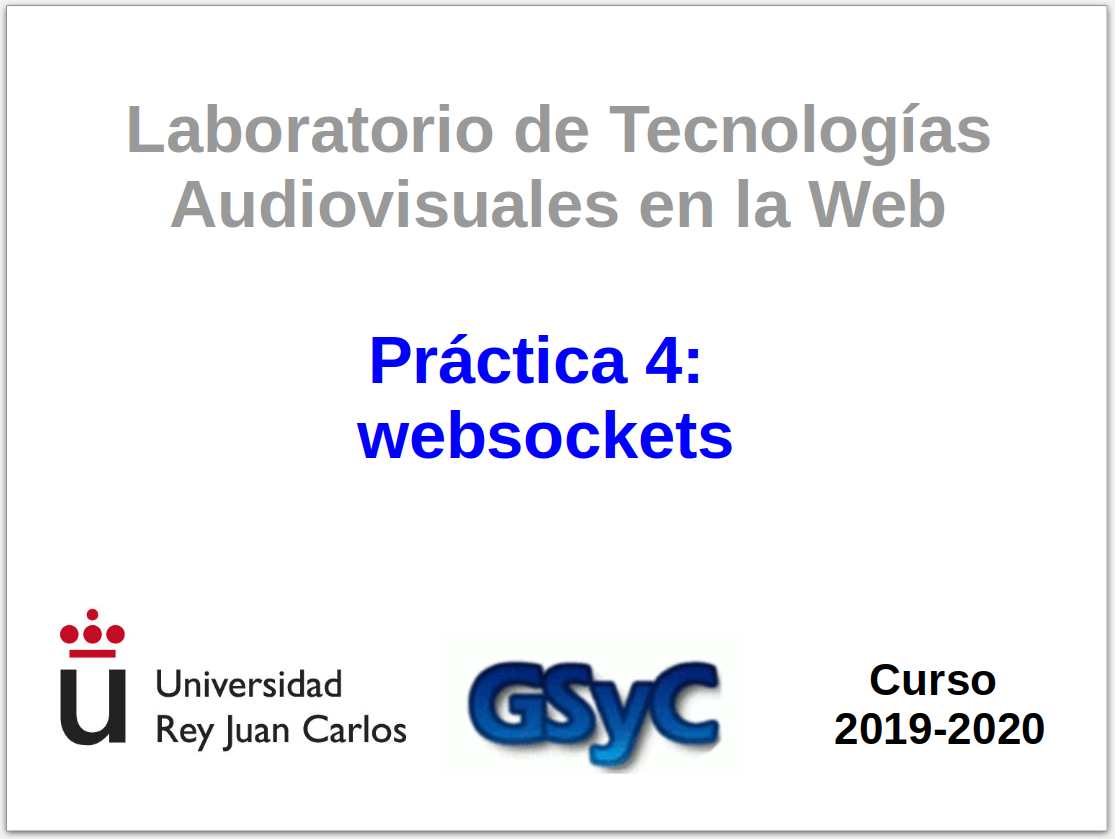 Laboratorio de Tecnologías
Audiovisuales en la Web
Práctica 4:
websockets
Universidad
Rey Juan Carlos
GSyC
Curso
2019-2020